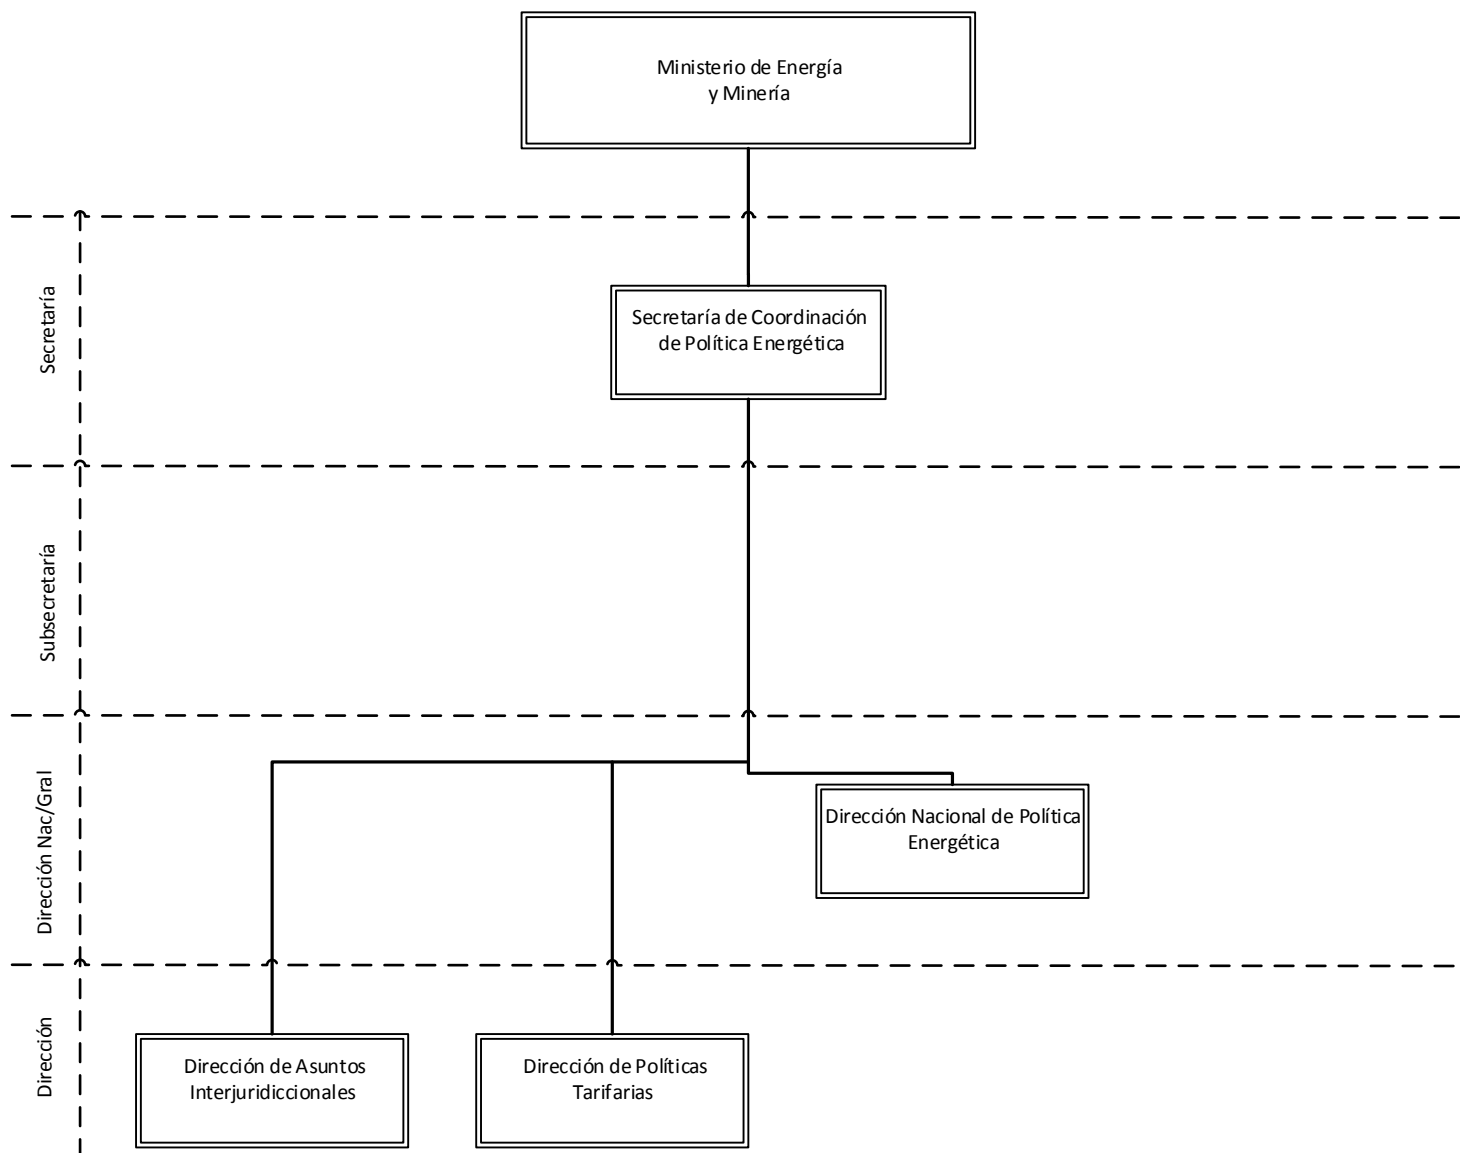 Ministerio de Energía
y Minería
Secretaría
Secretaría de Coordinación
de Política Energética
Subsecretaría
Dirección Nac/Gral
Dirección Nacional de Política
Energética
Dirección
Dirección de Asuntos
Interjuridiccionales
Dirección de Políticas
Tarifarias